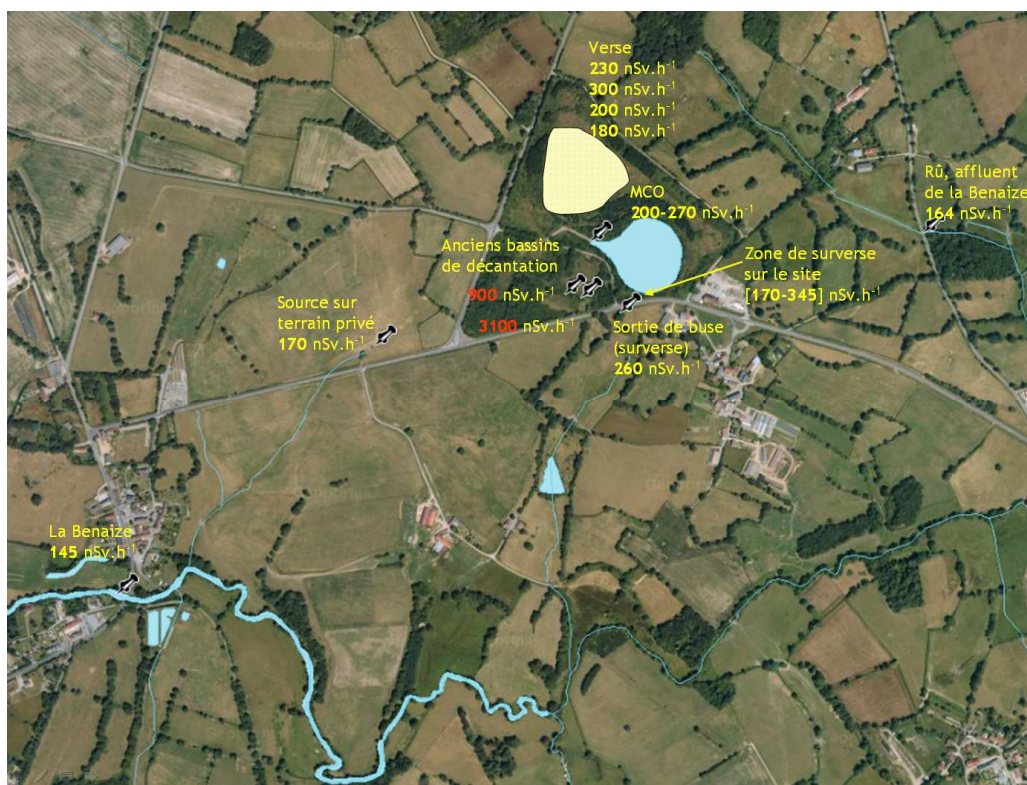 Verse
230 nSv.h⁻¹
300 nSv.h⁻¹
200 nSv.h⁻¹
180 nSv.h⁻¹
Rû, affluent
de la Benaize
164 nSv.h⁻¹
MCO
200-270 nSv.h⁻¹
Anciens bassins
de décantation
900 nSv.h⁻¹
3100 nSv.h⁻¹
Zone de surverse
sur le site
[170-345] nSv.h⁻¹
Source sur
terrain privé
170 nSv.h⁻¹
Sortie de buse
(surverse)
260 nSv.h⁻¹
La Benaize
145 nSv.h⁻¹